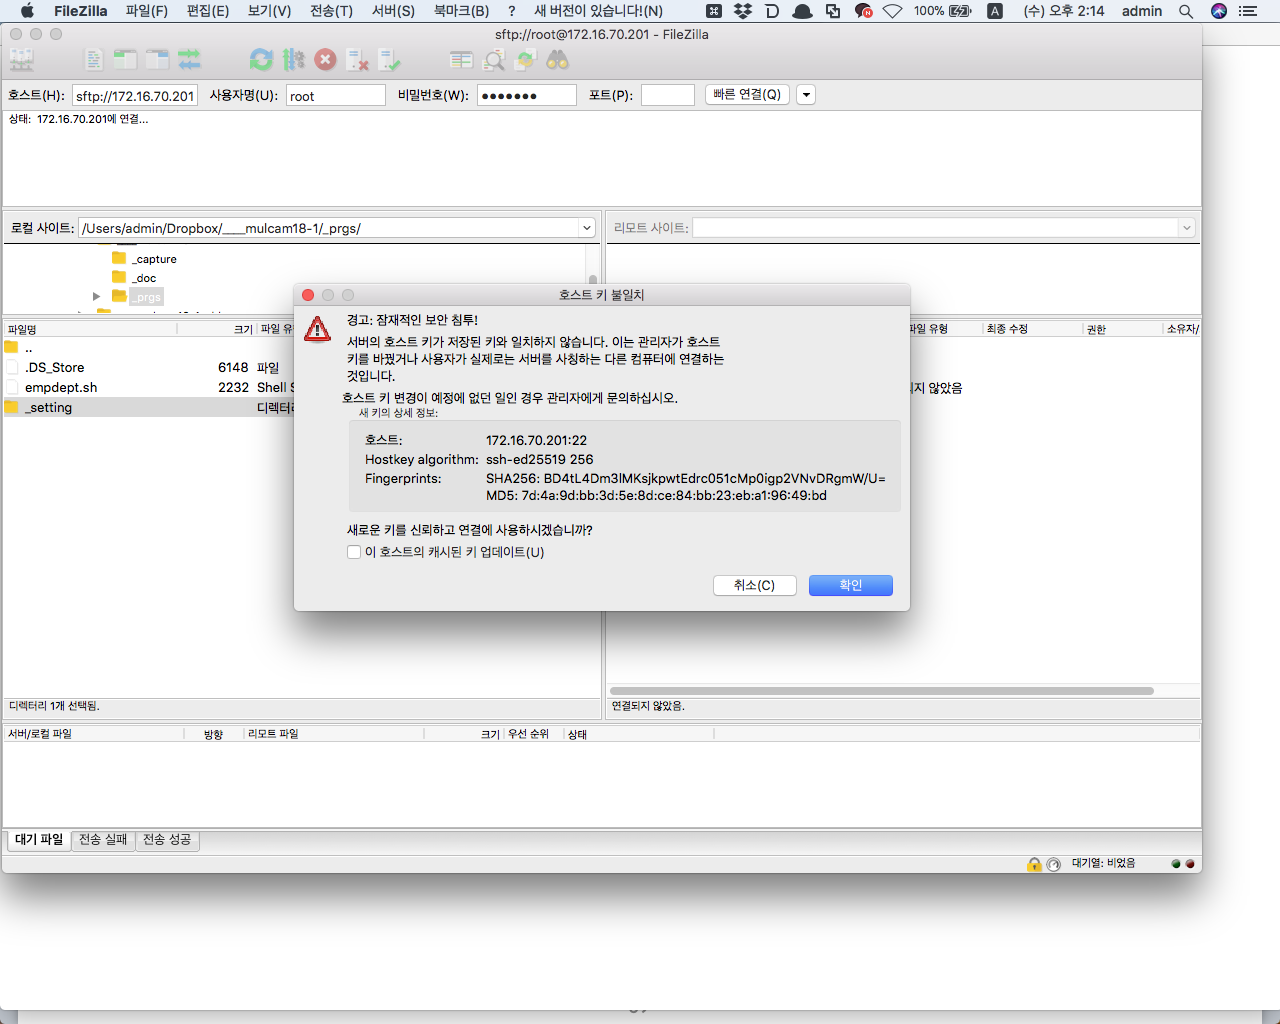 FileZilla 파일(F) 편집(E) 보기(V) 전송(T) 서버(S) 북마크(B) ? 새 버전이 있습니다!(N) 100% A (수) 오후 2:14 admin
sftp://root@172.16.70.201 - FileZilla
호스트(H): sftp://172.16.70.201 사용자명(U): root 비밀번호(W): ●●●●●●● 포트(P): 빠른 연결(Q)
상태: 172.16.70.201에 연결...
로컬 사이트: /Users/admin/Dropbox/____mulcam18-1/_prgs/ 리모트 사이트:
_capture
_doc
_prgs
파일명 크기 파일 유 파일 유형 최종 수정 권한 소유자/
..
.DS_Store 6148 파일
empdept.sh 2232 Shell S 되지 않았음
_setting 디렉터리
호스트 키 불일치
경고: 잠재적인 보안 침투!
서버의 호스트 키가 저장된 키와 일치하지 않습니다. 이는 관리자가 호스트
키를 바꿨거나 사용자가 실제로는 서버를 사칭하는 다른 컴퓨터에 연결하는
것입니다.
호스트 키 변경이 예정에 없던 일인 경우 관리자에게 문의하십시오.
새 키의 상세 정보:
호스트: 172.16.70.201:22
Hostkey algorithm: ssh-ed25519 256
Fingerprints: SHA256: BD4tL4Dm3lMKsjkpwtEdrc051cMp0igp2VNvDRgmW/U=
MD5: 7d:4a:9d:bb:3d:5e:8d:ce:84:bb:23:eb:a1:96:49:bd
새로운 키를 신뢰하고 연결에 사용하시겠습니까?
이 호스트의 캐시된 키 업데이트(U)
취소(C) 확인
디렉터리 1개 선택됨. 연결되지 않았음.
서버/로컬 파일 방향 리모트 파일 크기 우선 순위 상태
대기 파일 전송 실패 전송 성공
대기열: 비었음